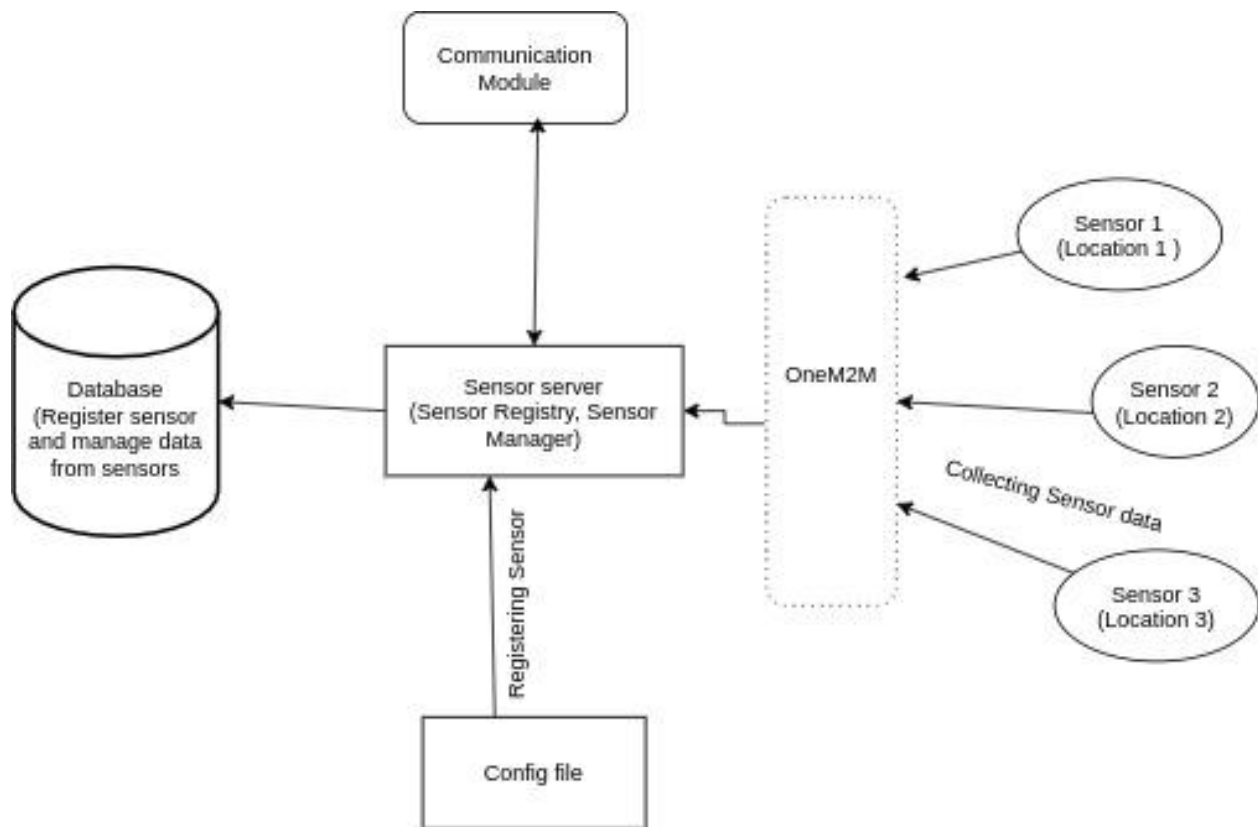 Communication
Module
Sensor 1
(Location 1 )
OneM2M
Sensor 2
(Location 2)
Database
(Register sensor
and manage data
from sensors
Sensor server
(Sensor Registry, Sensor
Manager)
Collecting Sensor data
Registering Sensor
Sensor 3
(Location 3)
Config file